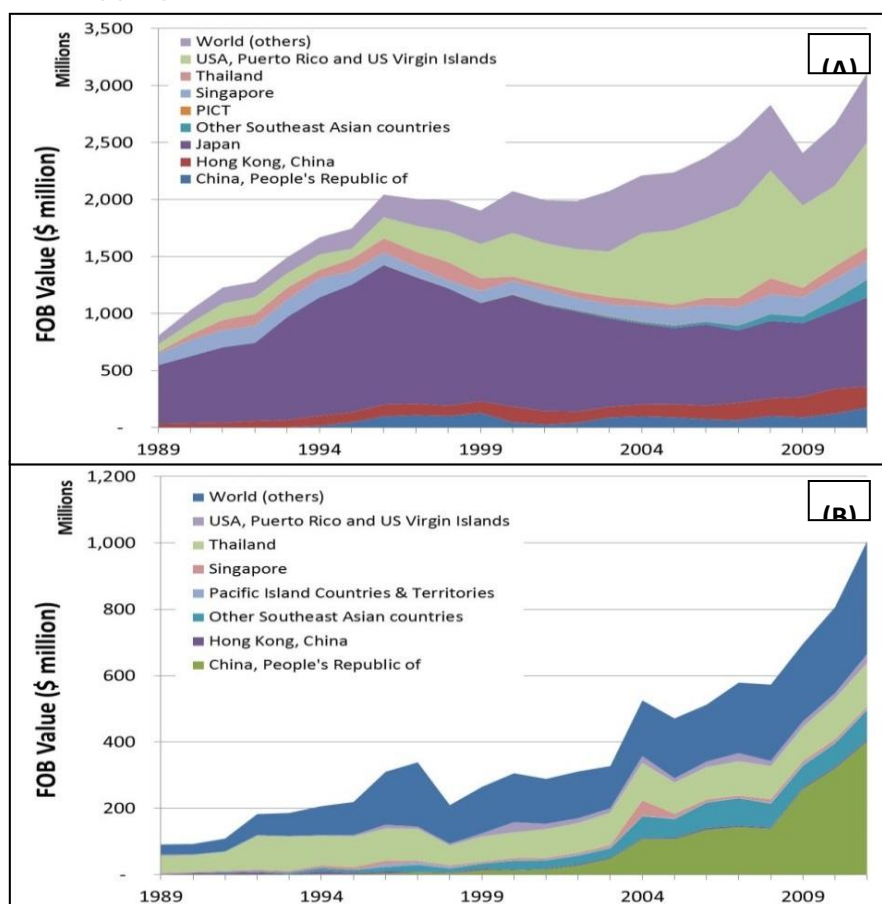 3,500
Millions
World (others)
USA, Puerto Rico and US Virgin Islands
Thailand
Singapore
PICT
Other Southeast Asian countries
Japan
Hong Kong, China
China, People's Republic of
(A)
3,000
2,500
2,000
1,500
1,000
500
-
FOB Value ($ million)
1989
1994
1999
2004
2009
1,200
Millions
World (others)
USA, Puerto Rico and US Virgin Islands
Thailand
Singapore
Pacific Island Countries & Territories
Other Southeast Asian countries
Hong Kong, China
China, People's Republic of
(B)
1,000
800
600
400
200
-
FOB Value ($ million)
1989
1994
1999
2004
2009